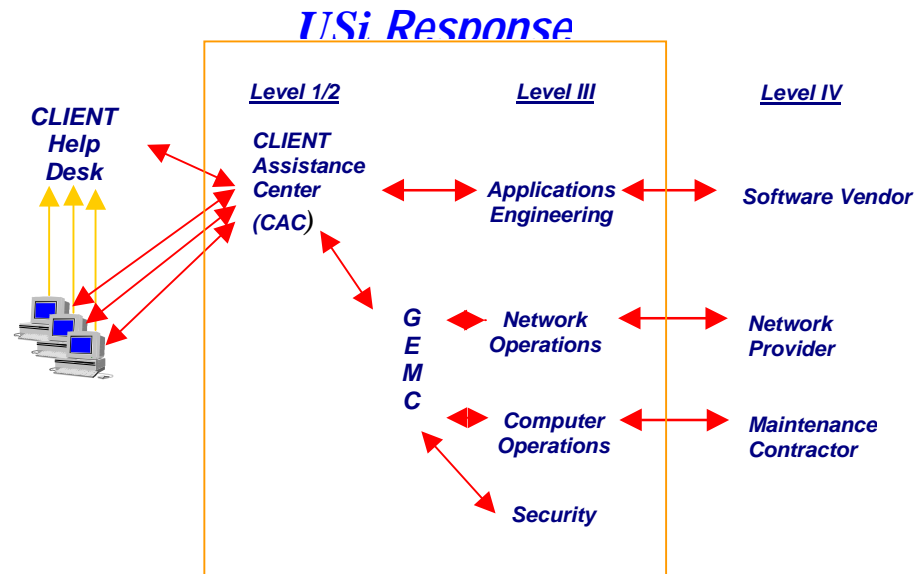 USi Response
Level 1/2
Level III
Level IV
CLIENT
Help
Desk
CLIENT
Assistance
Center
(CAC)
Applications
Engineering
Software Vendor
G
E
M
C
Network
Operations
Network
Provider
Computer
Operations
Maintenance
Contractor
Security